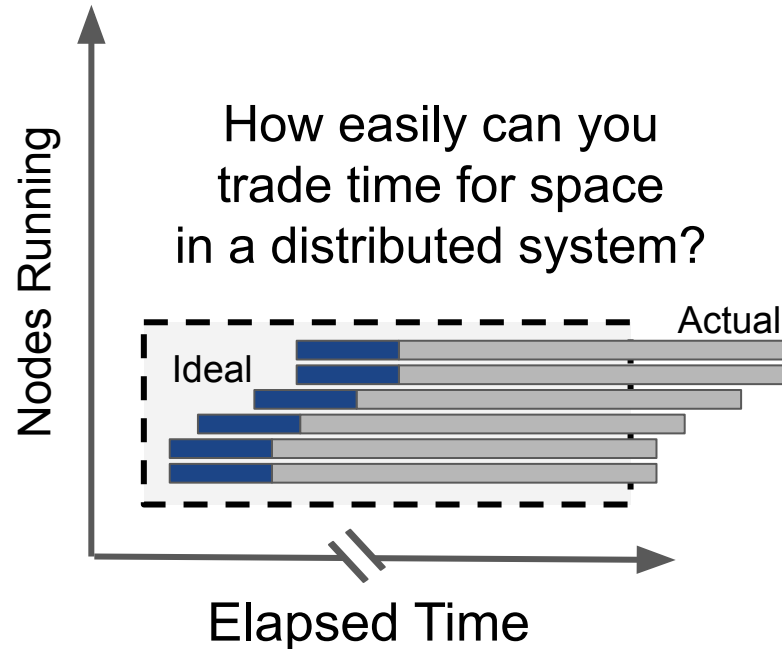 How easily can you
trade time for space
in a distributed system?
Nodes Running
Actual
Ideal
Elapsed Time